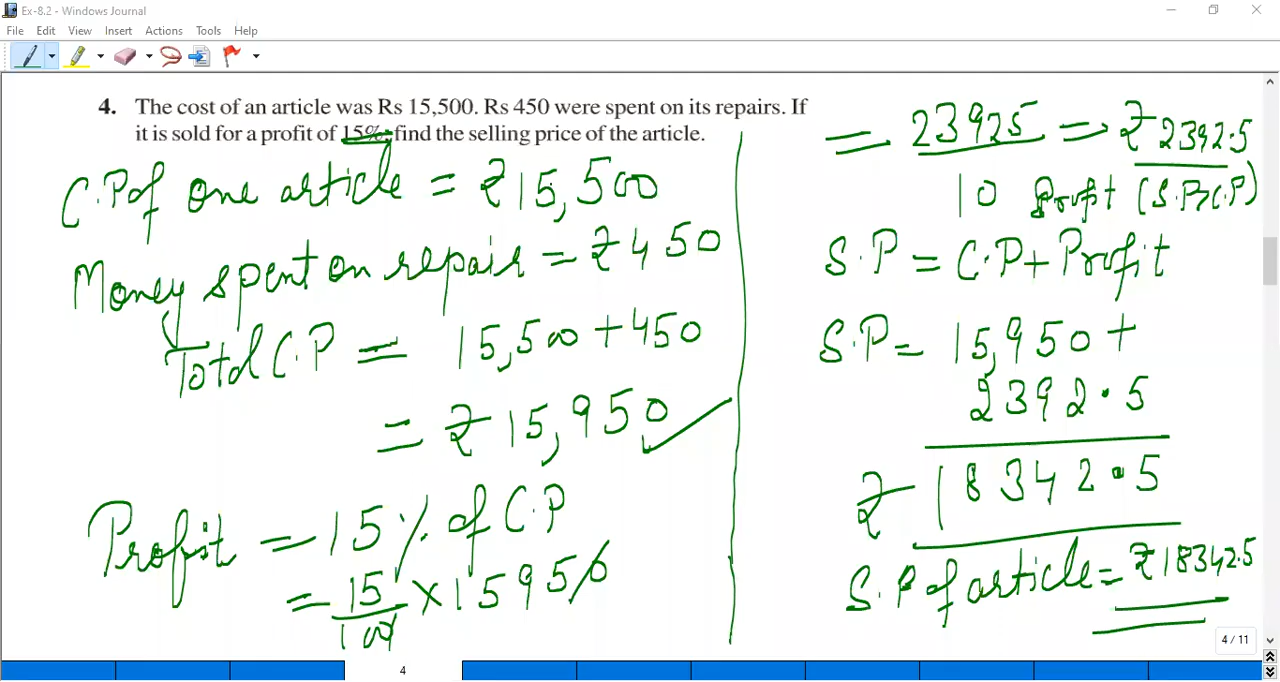 Ex-8.2 - Windows Journal
File Edit View Insert Actions Tools Help
4. The cost of an article was Rs 15,500. Rs 450 were spent on its repairs. If
it is sold for a profit of 15%, find the selling price of the article.
C.P of one article = ₹15,500
Money spent on repair = ₹450
Total C.P = 15,500 + 450
= ₹15,950
Profit = 15% of C.P
= 15/100 × 15950
= 23925/10 => ₹2392.5
Profit (S.P>C.P)
S.P = C.P + Profit
S.P = 15,950 +
2392.5
₹18342.5
S.P of article = ₹18342.5
4 / 11
4